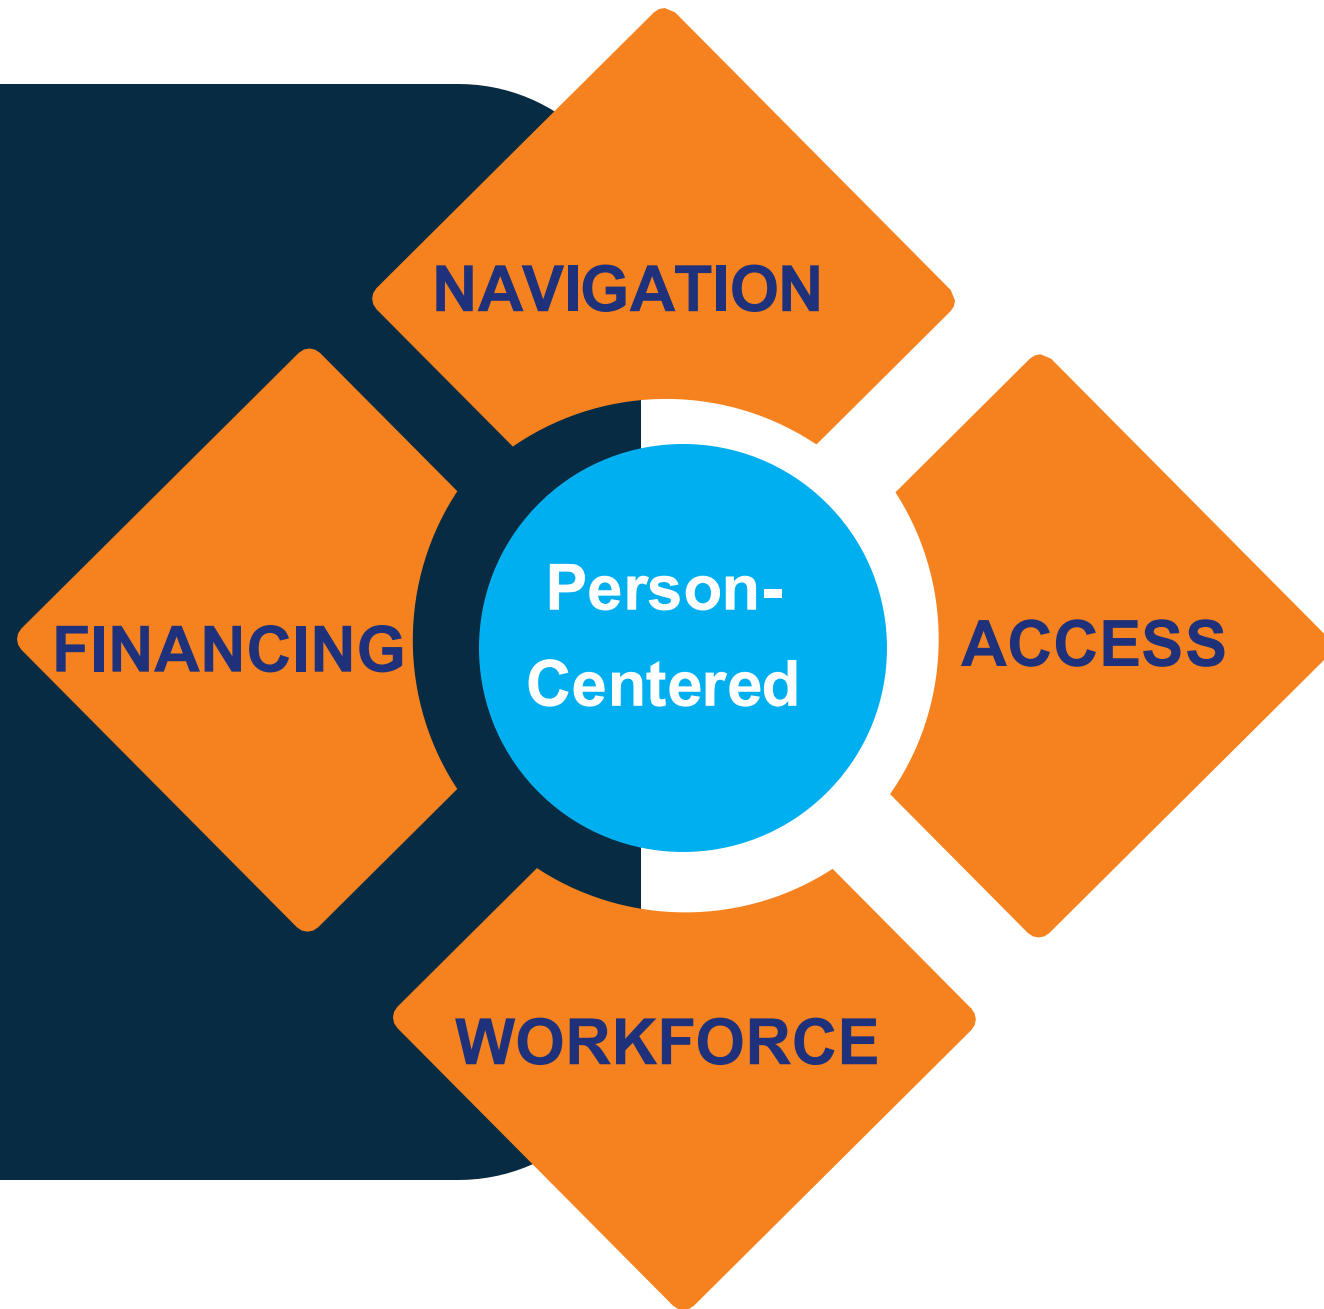 NAVIGATION
FINANCING
Person-
Centered
ACCESS
WORKFORCE